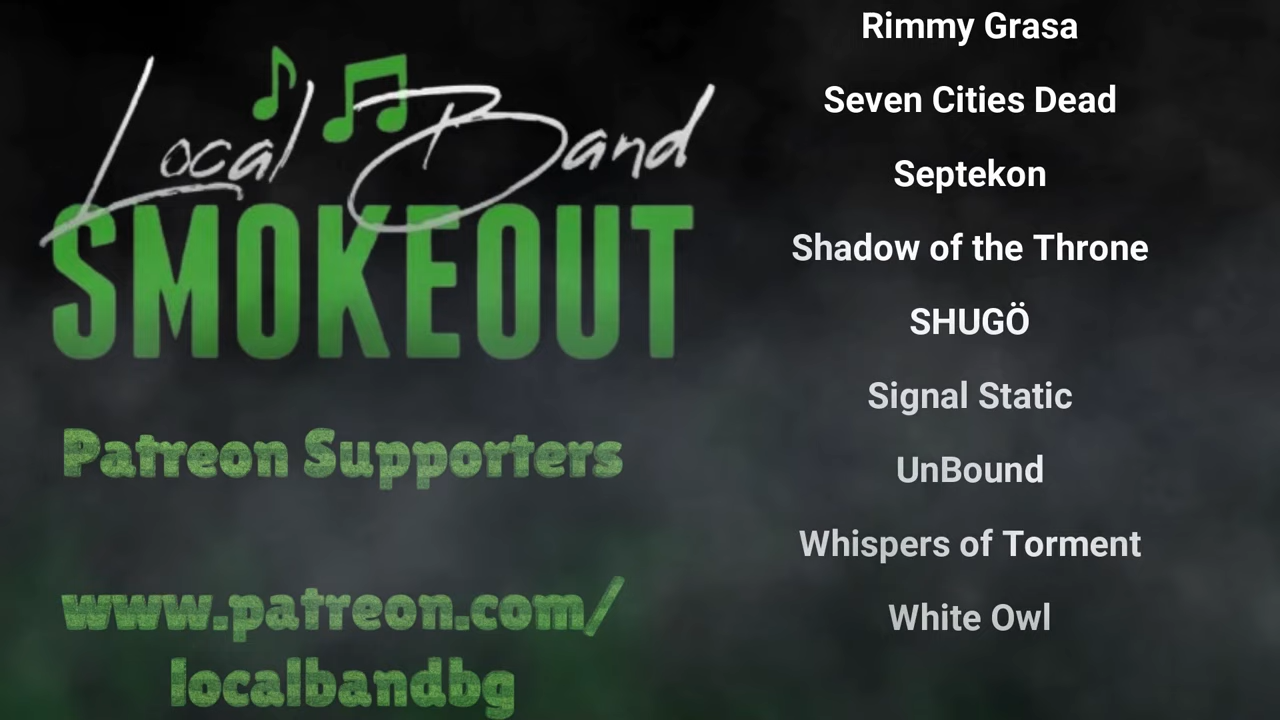 Local Band
SMOKEOUT
Patreon Supporters
www.patreon.com/
localbandbg
Rimmy Grasa
Seven Cities Dead
Septekon
Shadow of the Throne
SHUGÖ
Signal Static
UnBound
Whispers of Torment
White Owl